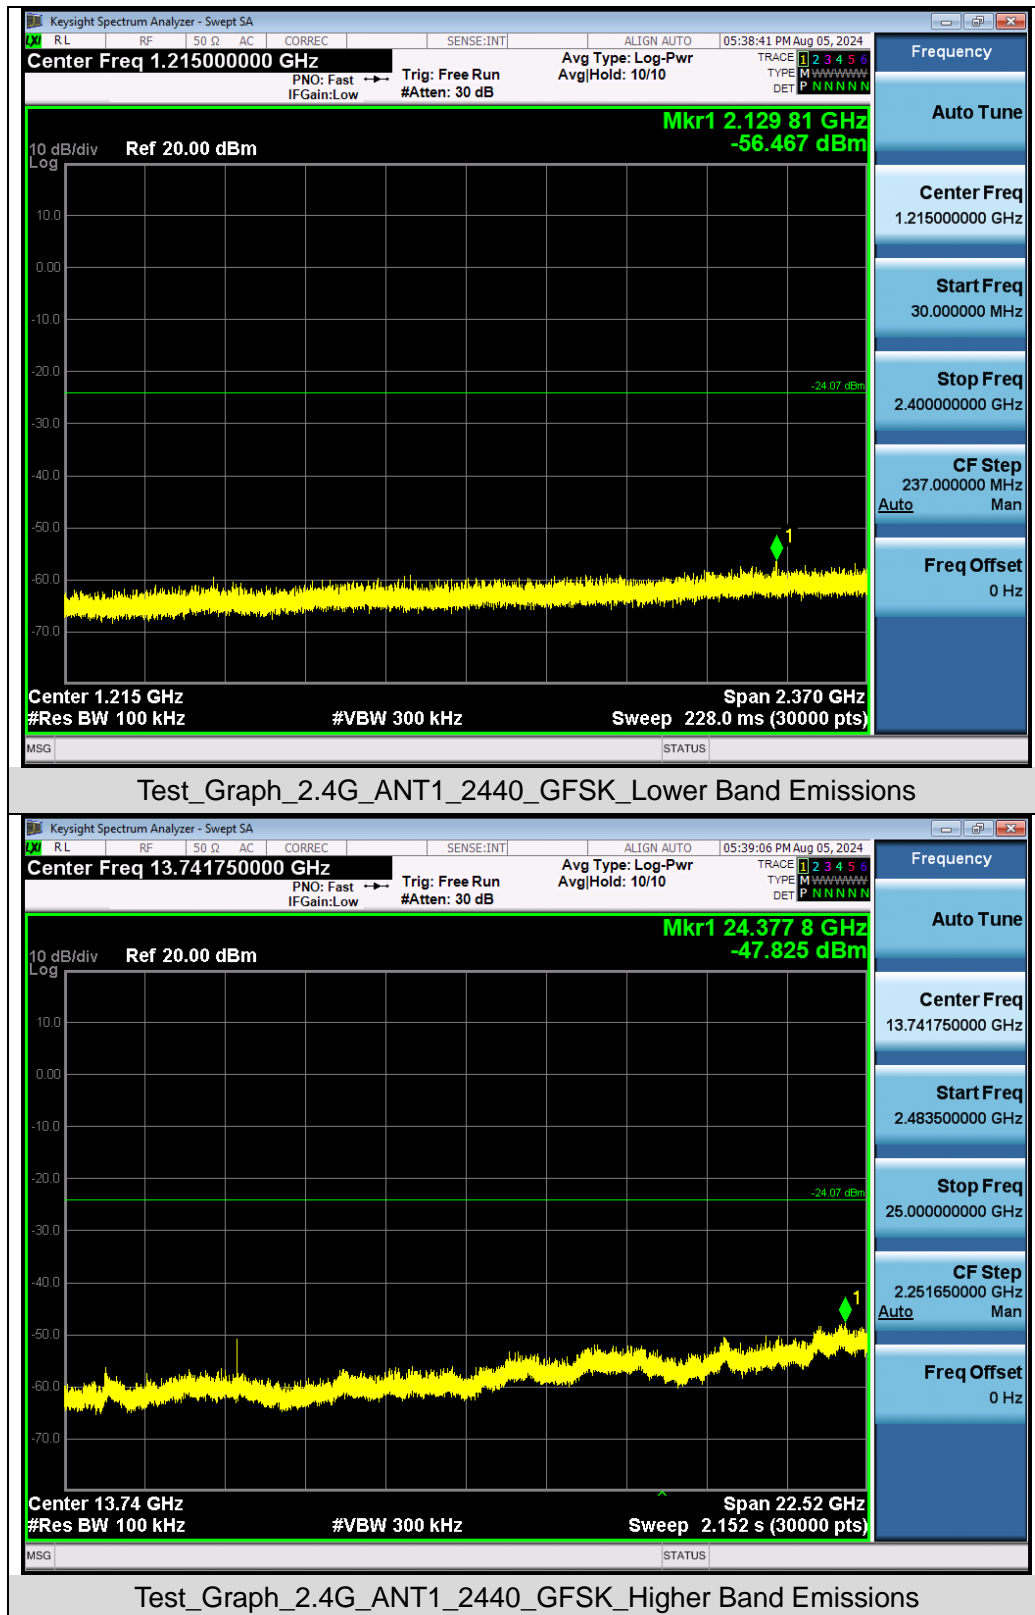 Keysight Spectrum Analyzer - Swept SA
LXI RL RF 50 Ω AC CORREC SENSE:INT ALIGN AUTO 05:38:41 PM Aug 05, 2024
Center Freq 1.215000000 GHz
PNO: Fast Trig: Free Run
IFGain:Low #Atten: 30 dB
Avg Type: Log-Pwr
Avg|Hold: 10/10
TRACE 1 2 3 4 5 6
TYPE M WWWWW
DET P N N N N N
Frequency
Mkr1 2.129 81 GHz
-56.467 dBm
10 dB/div Ref 20.00 dBm
Log
10.0
0.00
-10.0
-20.0
-24.07 dBm
-30.0
-40.0
-50.0
1
-60.0
-70.0
Center 1.215 GHz Span 2.370 GHz
#Res BW 100 kHz #VBW 300 kHz Sweep 228.0 ms (30000 pts)
MSG STATUS
Auto Tune
Center Freq
1.215000000 GHz
Start Freq
30.000000 MHz
Stop Freq
2.400000000 GHz
CF Step
237.000000 MHz
Auto Man
Freq Offset
0 Hz
Test_Graph_2.4G_ANT1_2440_GFSK_Lower Band Emissions
Keysight Spectrum Analyzer - Swept SA
LXI RL RF 50 Ω AC CORREC SENSE:INT ALIGN AUTO 05:39:06 PM Aug 05, 2024
Center Freq 13.741750000 GHz
PNO: Fast Trig: Free Run
IFGain:Low #Atten: 30 dB
Avg Type: Log-Pwr
Avg|Hold: 10/10
TRACE 1 2 3 4 5 6
TYPE M WWWWW
DET P N N N N N
Frequency
Mkr1 24.377 8 GHz
-47.825 dBm
10 dB/div Ref 20.00 dBm
Log
10.0
0.00
-10.0
-20.0
-24.07 dBm
-30.0
-40.0
1
-50.0
-60.0
-70.0
Center 13.74 GHz Span 22.52 GHz
#Res BW 100 kHz #VBW 300 kHz Sweep 2.152 s (30000 pts)
MSG STATUS
Auto Tune
Center Freq
13.741750000 GHz
Start Freq
2.483500000 GHz
Stop Freq
25.000000000 GHz
CF Step
2.251650000 GHz
Auto Man
Freq Offset
0 Hz
Test_Graph_2.4G_ANT1_2440_GFSK_Higher Band Emissions